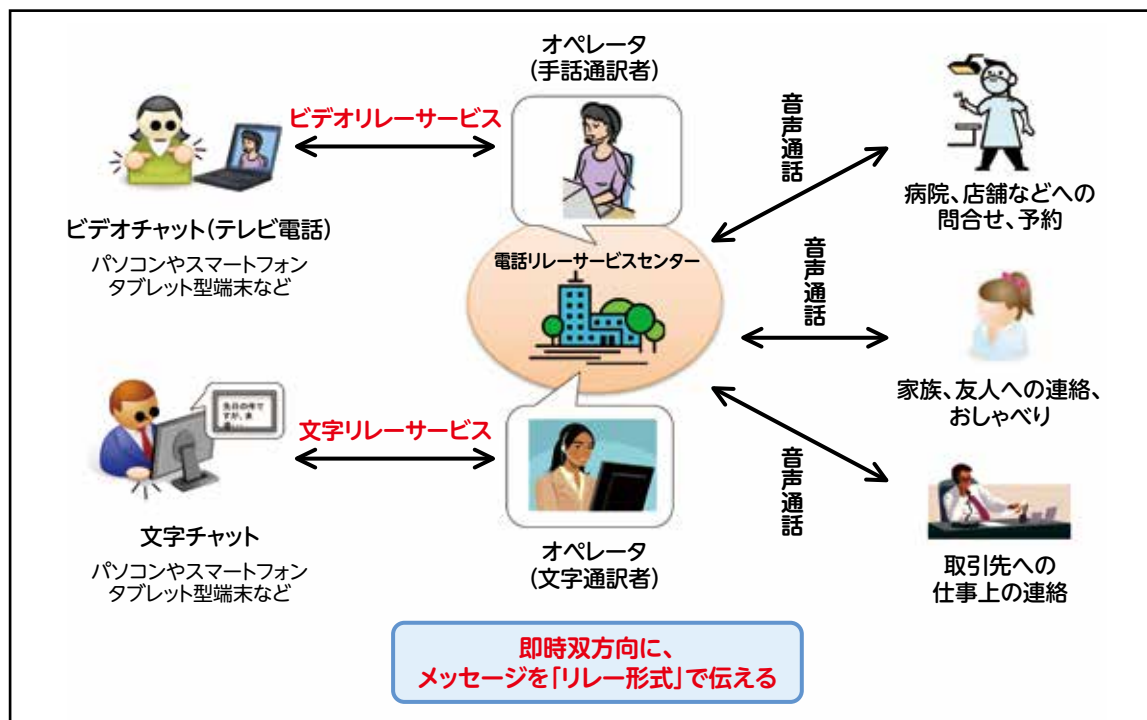 オペレータ
(手話通訳者)
ビデオリレーサービス
ビデオチャット(テレビ電話)
パソコンやスマートフォン
タブレット型端末など
電話リレーサービスセンター
音声通話
病院、店舗などへの
問合せ、予約
音声通話
家族、友人への連絡、
おしゃべり
先日の件で
すが、来
週...
文字リレーサービス
文字チャット
パソコンやスマートフォン
タブレット型端末など
オペレータ
(文字通訳者)
音声通話
取引先への
仕事上の連絡
即時双方向に、
メッセージを「リレー形式」で伝える